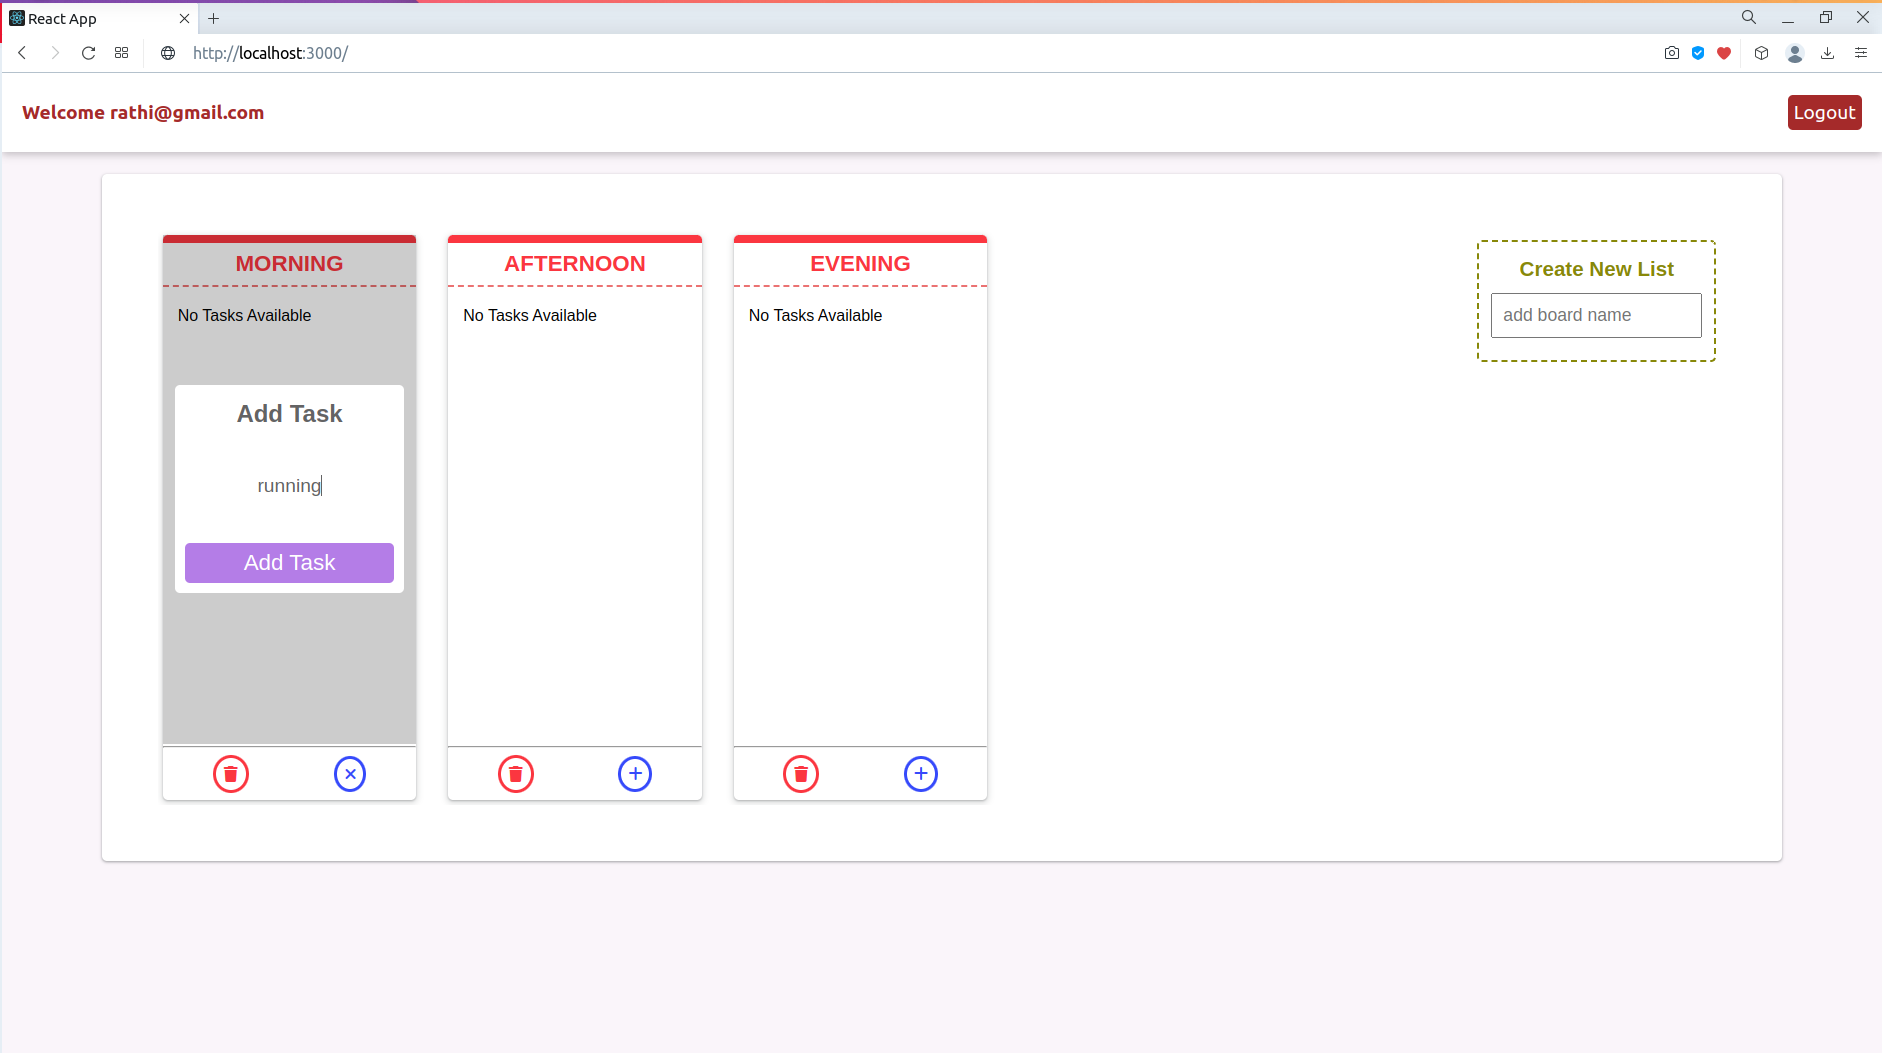 React App
http://localhost:3000/
Welcome rathi@gmail.com
Logout
MORNING
No Tasks Available
Add Task
running
Add Task
AFTERNOON
No Tasks Available
EVENING
No Tasks Available
Create New List
add board name